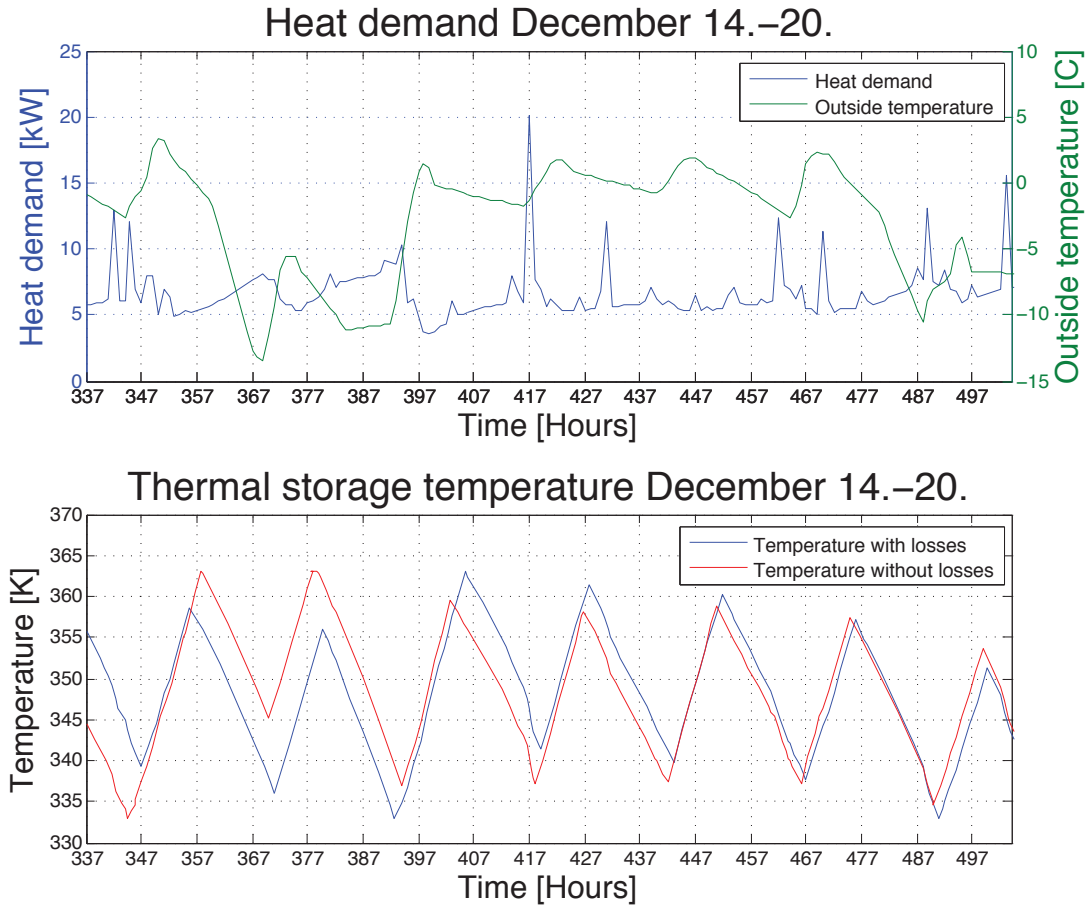 Heat demand December 14.−20.
Heat demand [kW]
25
20
15
10
5
0
Heat demand
Outside temperature
10
5
0
−5
−10
−15
Outside temperature [C]
337 347 357 367 377 387 397 407 417 427 437 447 457 467 477 487 497
Time [Hours]
Thermal storage temperature December 14.−20.
Temperature [K]
370
365
360
355
350
345
340
335
330
Temperature with losses
Temperature without losses
337 347 357 367 377 387 397 407 417 427 437 447 457 467 477 487 497
Time [Hours]